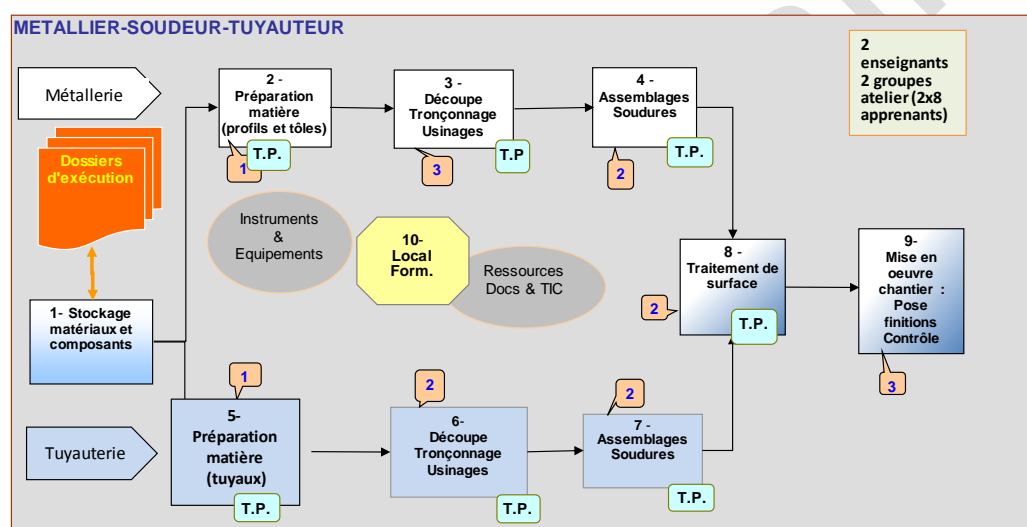 METALLIER-SOUDEUR-TUYAUTEUR
2
enseignants
2 groupes
atelier (2x8
apprenants)
Métallerie
2 -
Préparation
matière
(profils et tôles)
T.P.
1
3 -
Découpe
Tronçonnage
Usinages
T.P
3
4 -
Assemblages
Soudures
T.P.
2
Dossiers
d'exécution
Instruments
&
Equipements
10-
Local
Form.
Ressources
Docs & TIC
8 -
Traitement de
surface
T.P.
2
9-
Mise en
oeuvre
chantier :
Pose
finitions
Contrôle
3
1- Stockage
matériaux et
composants
Tuyauterie
1
5-
Préparation
matière
(tuyaux)
T.P.
2
6-
Découpe
Tronçonnage
Usinages
T.P.
2
7 -
Assemblages
Soudures
T.P.